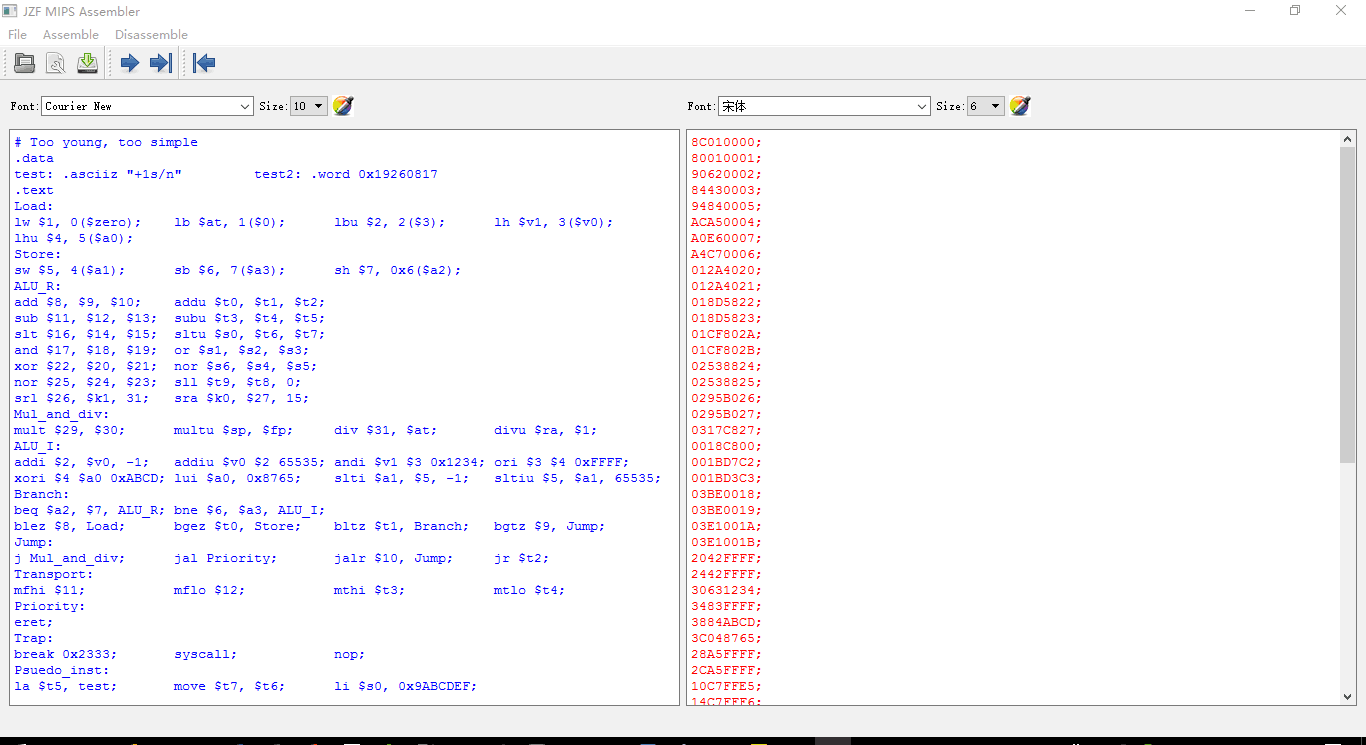 JZF MIPS Assembler
File Assemble Disassemble
Font: Courier New Size: 10
Font: 宋体 Size: 6
# Too young, too simple
.data
test: .asciiz "+1s/n" test2: .word 0x19260817
.text
Load:
lw $1, 0($zero); lb $at, 1($0); lbu $2, 2($3); lh $v1, 3($v0);
lhu $4, 5($a0);
Store:
sw $5, 4($a1); sb $6, 7($a3); sh $7, 0x6($a2);
ALU_R:
add $8, $9, $10; addu $t0, $t1, $t2;
sub $11, $12, $13; subu $t3, $t4, $t5;
slt $16, $14, $15; sltu $s0, $t6, $t7;
and $17, $18, $19; or $s1, $s2, $s3;
xor $22, $20, $21; nor $s6, $s4, $s5;
nor $25, $24, $23; sll $t9, $t8, 0;
srl $26, $k1, 31; sra $k0, $27, 15;
Mul_and_div:
mult $29, $30; multu $sp, $fp; div $31, $at; divu $ra, $1;
ALU_I:
addi $2, $v0, -1; addiu $v0 $2 65535; andi $v1 $3 0x1234; ori $3 $4 0xFFFF;
xori $4 $a0 0xABCD; lui $a0, 0x8765; slti $a1, $5, -1; sltiu $5, $a1, 65535;
Branch:
beq $a2, $7, ALU_R; bne $6, $a3, ALU_I;
blez $8, Load; bgez $t0, Store; bltz $t1, Branch; bgtz $9, Jump;
Jump:
j Mul_and_div; jal Priority; jalr $10, Jump; jr $t2;
Transport:
mfhi $11; mflo $12; mthi $t3; mtlo $t4;
Priority:
eret;
Trap:
break 0x2333; syscall; nop;
Psuedo_inst:
la $t5, test; move $t7, $t6; li $s0, 0x9ABCDEF;
8C010000;
80010001;
90620002;
84430003;
94840005;
ACA50004;
A0E60007;
A4C70006;
012A4020;
012A4021;
018D5822;
018D5823;
01CF802A;
01CF802B;
02538824;
02538825;
0295B026;
0295B027;
0317C827;
0018C800;
001BD7C2;
001BD3C3;
03BE0018;
03BE0019;
03E1001A;
03E1001B;
2042FFFF;
2442FFFF;
30631234;
3483FFFF;
3884ABCD;
3C048765;
28A5FFFF;
2CA5FFFF;
10C7FFE5;
14C7FFF6;